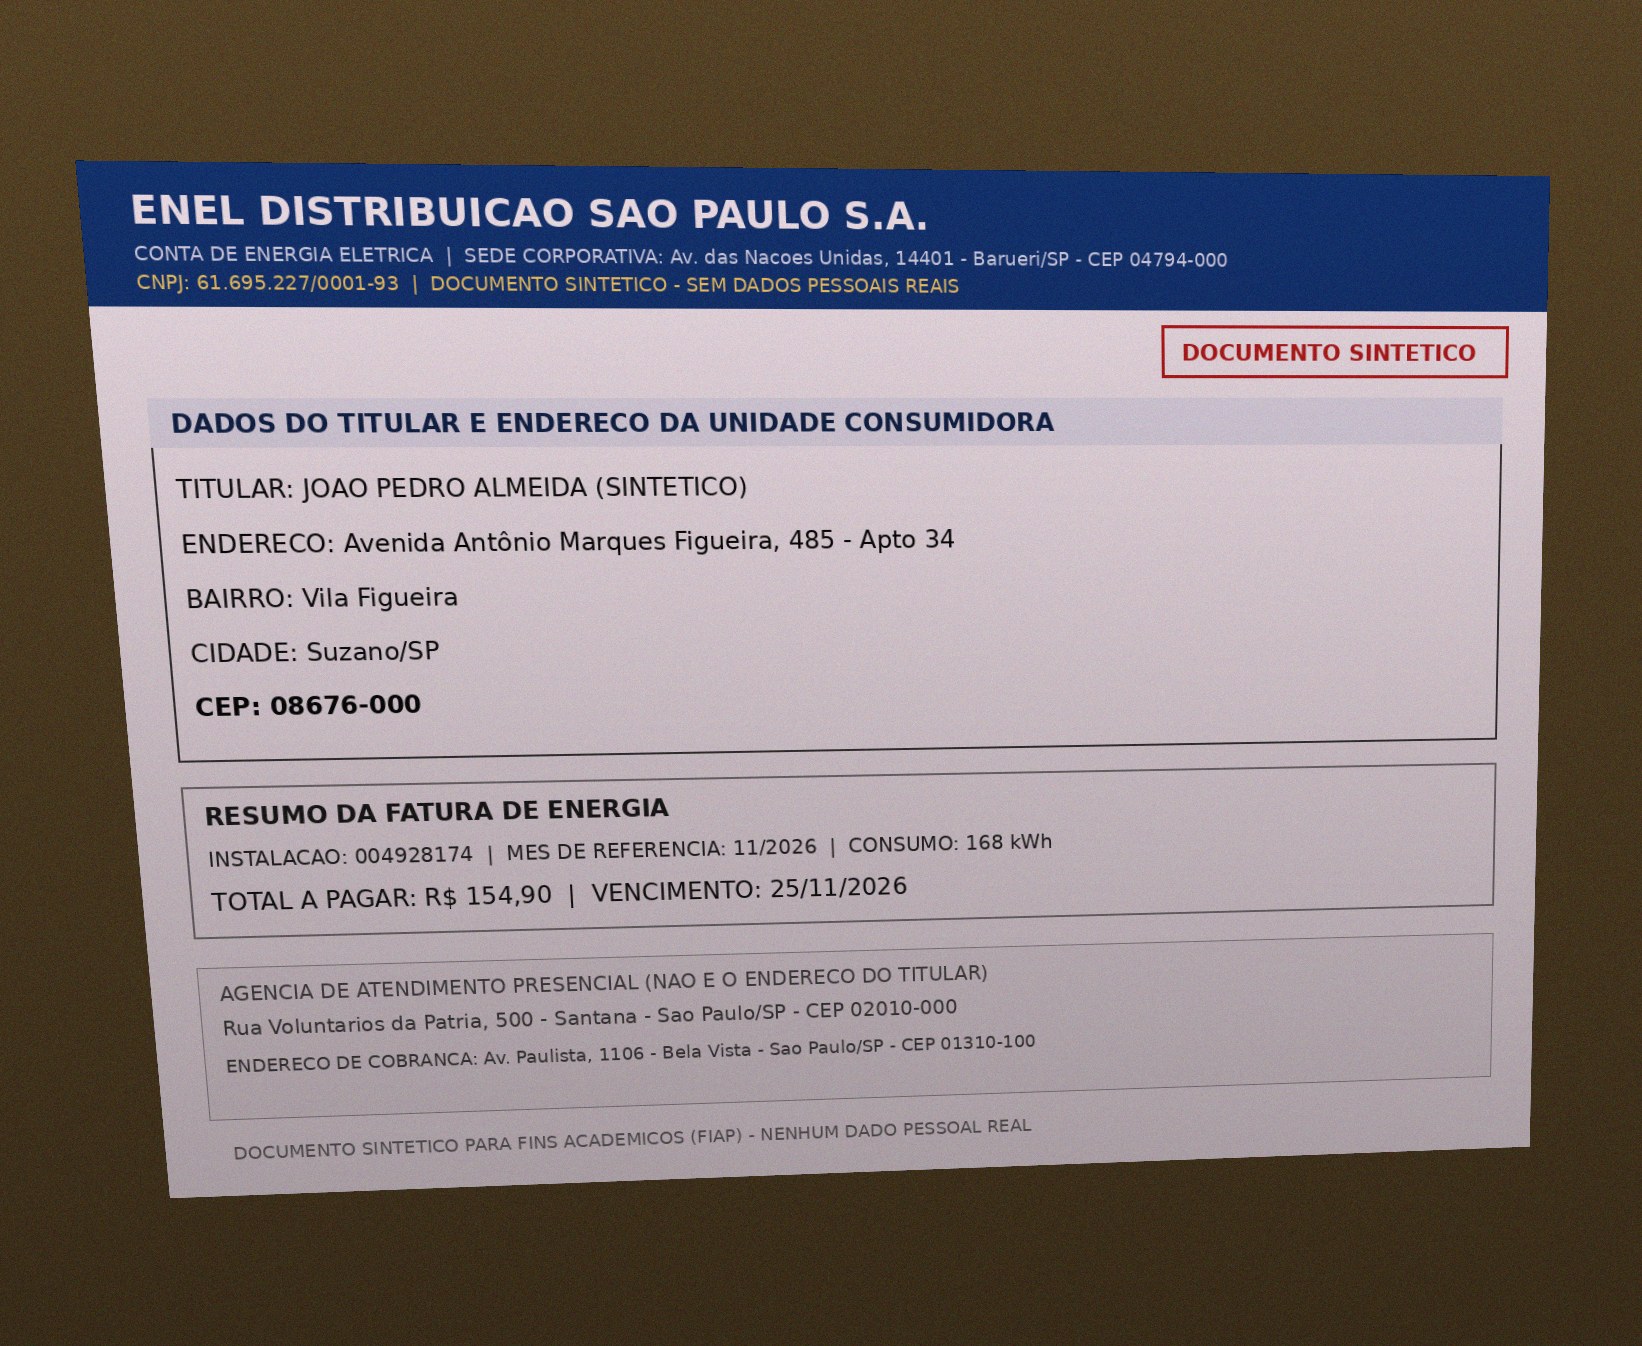 ENEL DISTRIBUICAO SAO PAULO S.A.
CONTA DE ENERGIA ELETRICA | SEDE CORPORATIVA: Av. das Nacoes Unidas, 14401 - Barueri/SP - CEP 04794-000
CNPJ: 61.695.227/0001-93 | DOCUMENTO SINTETICO - SEM DADOS PESSOAIS REAIS
DOCUMENTO SINTETICO
DADOS DO TITULAR E ENDERECO DA UNIDADE CONSUMIDORA
TITULAR: JOAO PEDRO ALMEIDA (SINTETICO)
ENDERECO: Avenida Antônio Marques Figueira, 485 - Apto 34
BAIRRO: Vila Figueira
CIDADE: Suzano/SP
CEP: 08676-000
RESUMO DA FATURA DE ENERGIA
INSTALACAO: 004928174 | MES DE REFERENCIA: 11/2026 | CONSUMO: 168 kWh
TOTAL A PAGAR: R$ 154,90 | VENCIMENTO: 25/11/2026
AGENCIA DE ATENDIMENTO PRESENCIAL (NAO E O ENDERECO DO TITULAR)
Rua Voluntarios da Patria, 500 - Santana - Sao Paulo/SP - CEP 02010-000
ENDERECO DE COBRANCA: Av. Paulista, 1106 - Bela Vista - Sao Paulo/SP - CEP 01310-100
DOCUMENTO SINTETICO PARA FINS ACADEMICOS (FIAP) - NENHUM DADO PESSOAL REAL